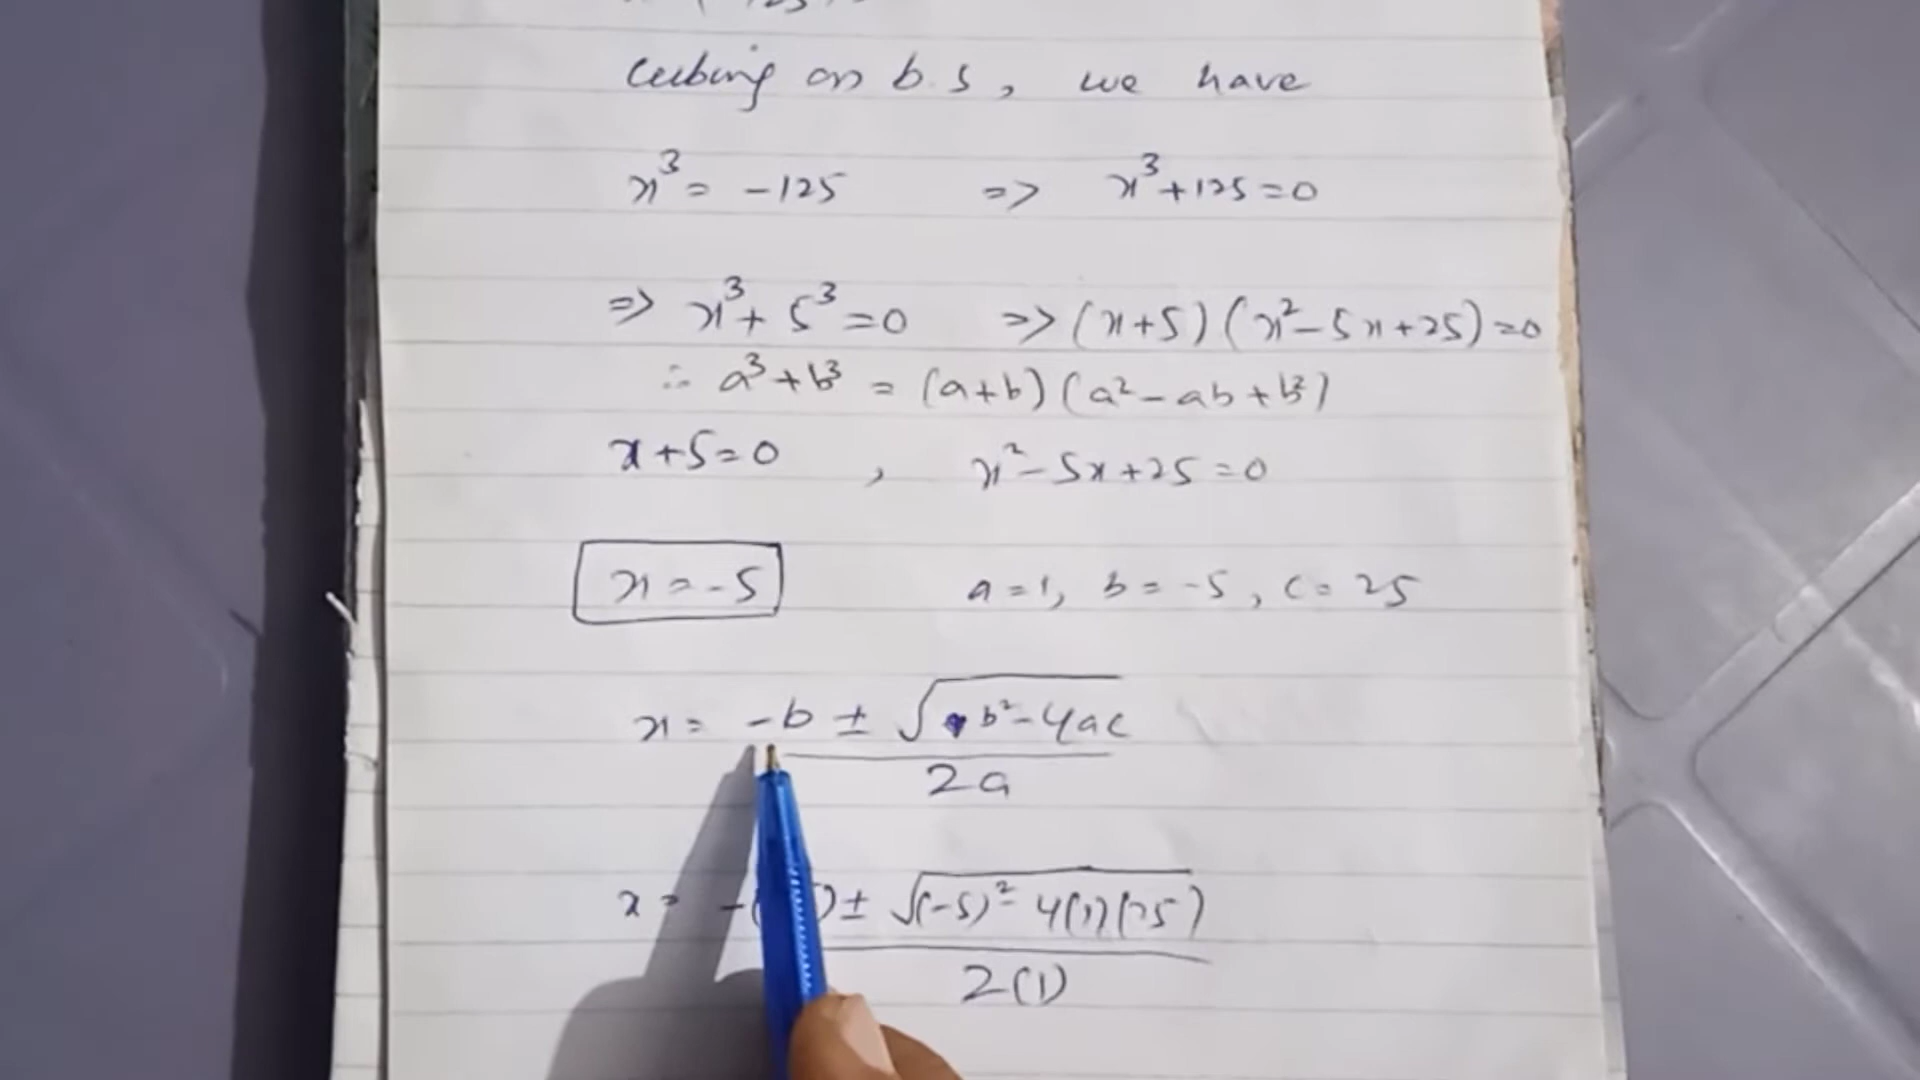 Cubing on b.s, we have
x³ = -125 => x³+125=0
=> x³+5³=0 => (x+5)(x²-5x+25)=0
∴ a³+b³ = (a+b)(a²-ab+b²)
x+5=0 , x²-5x+25=0
x=-5 a=1, b=-5, c=25
x= -b ± √b²-4ac
2a
x= -( )± √(-5)²-4(1)(25)
2(1)